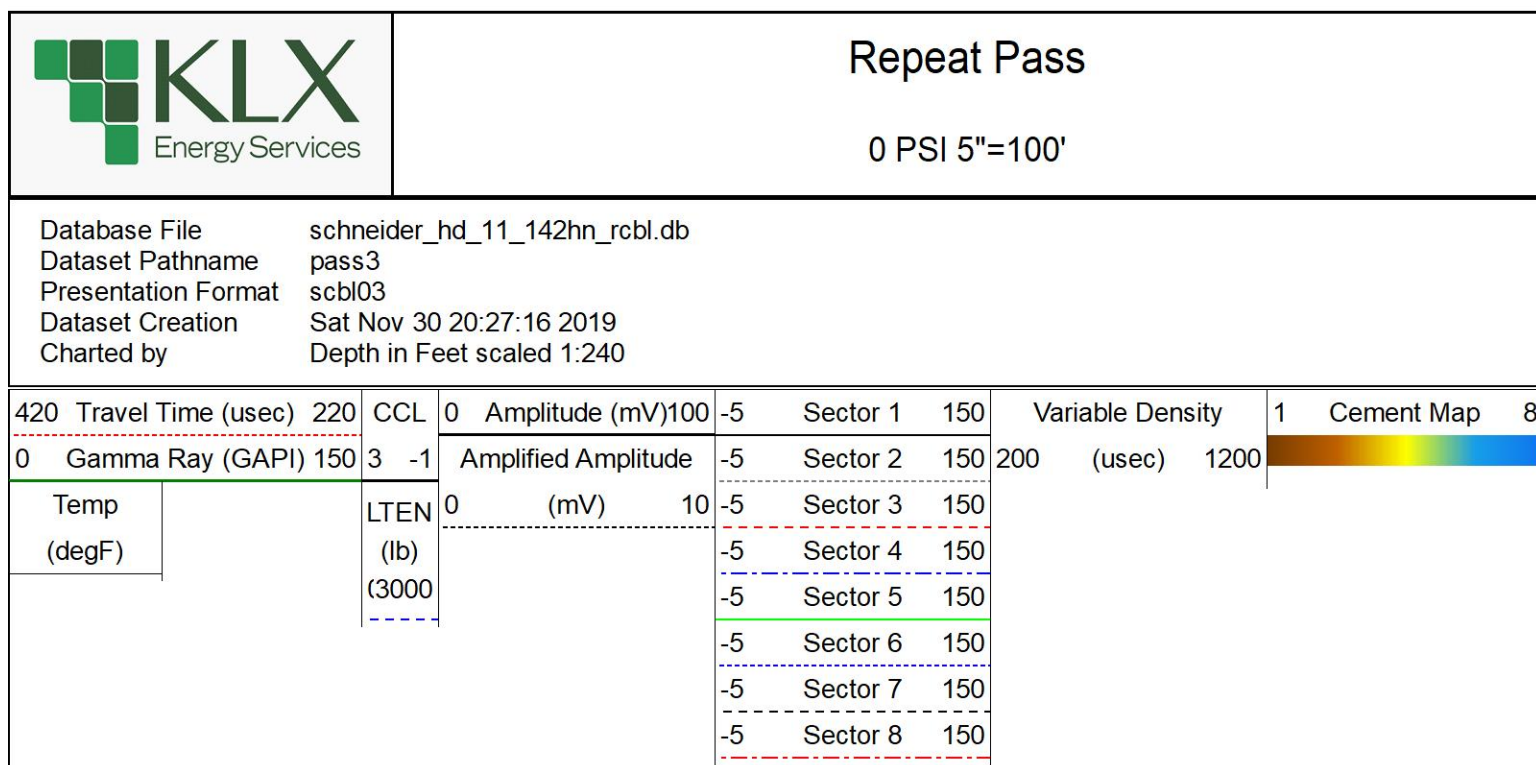 KLX
Energy Services
Repeat Pass
0 PSI 5"=100'
Database File schneider_hd_11_142hn_rcbl.db
Dataset Pathname pass3
Presentation Format scbl03
Dataset Creation Sat Nov 30 20:27:16 2019
Charted by Depth in Feet scaled 1:240
420 Travel Time (usec) 220
0 Gamma Ray (GAPI) 150
Temp
(degF)
CCL
3 -1
LTEN
(lb)
(3000
0 Amplitude (mV)100
Amplified Amplitude
0 (mV) 10
-5 Sector 1 150
-5 Sector 2 150
-5 Sector 3 150
-5 Sector 4 150
-5 Sector 5 150
-5 Sector 6 150
-5 Sector 7 150
-5 Sector 8 150
Variable Density
200 (usec) 1200
1 Cement Map 8